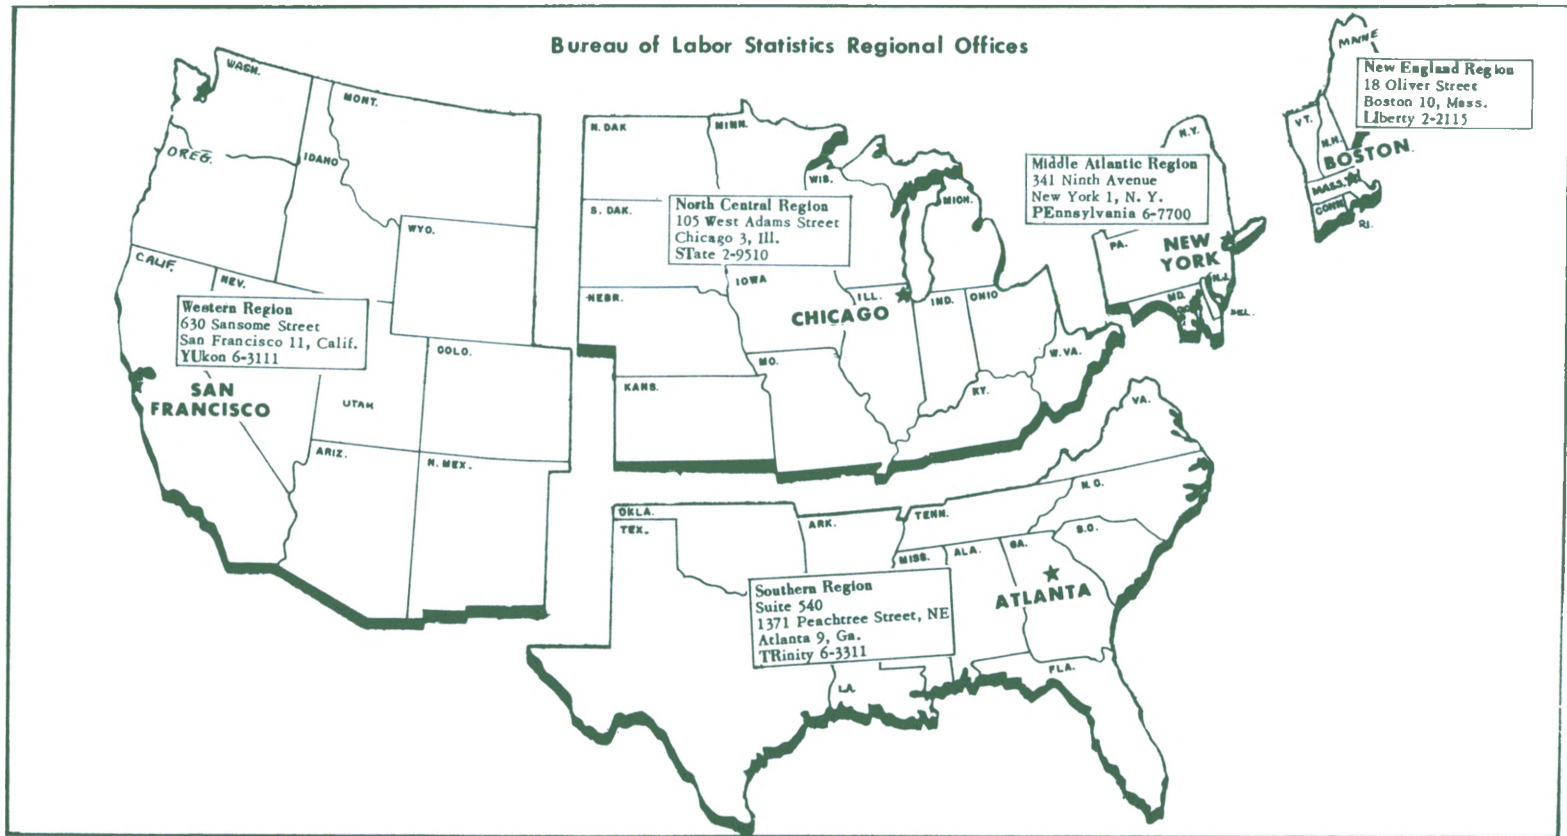 Bureau of Labor Statistics Regional Offices
MAINE
New England Region
18 Oliver Street
Boston 10, Mass.
LIberty 2-2115
VT.
N.H.
BOSTON
MASS.
CONN.
R.I.
N.Y.
Middle Atlantic Region
341 Ninth Avenue
New York 1, N. Y.
PEnnsylvania 6-7700
PA.
NEW
YORK
N.J.
MD.
DEL.
WASH.
MONT.
OREG.
IDAHO
WYO.
CALIF.
NEV.
Western Region
630 Sansome Street
San Francisco 11, Calif.
YUkon 6-3111
COLO.
SAN
FRANCISCO
UTAH
ARIZ.
N. MEX.
N. DAK
MINN.
WIS.
S. DAK.
MICH.
North Central Region
105 West Adams Street
Chicago 3, Ill.
STate 2-9510
IOWA
NEBR.
ILL.
IND.
OHIO
CHICAGO
MO.
W. VA.
KANS.
KY.
VA.
OKLA.
TEX.
ARK.
TENN.
N. C.
S.C.
MISS.
ALA.
GA.
ATLANTA
Southern Region
Suite 540
1371 Peachtree Street, NE
Atlanta 9, Ga.
TRinity 6-3311
LA.
FLA.